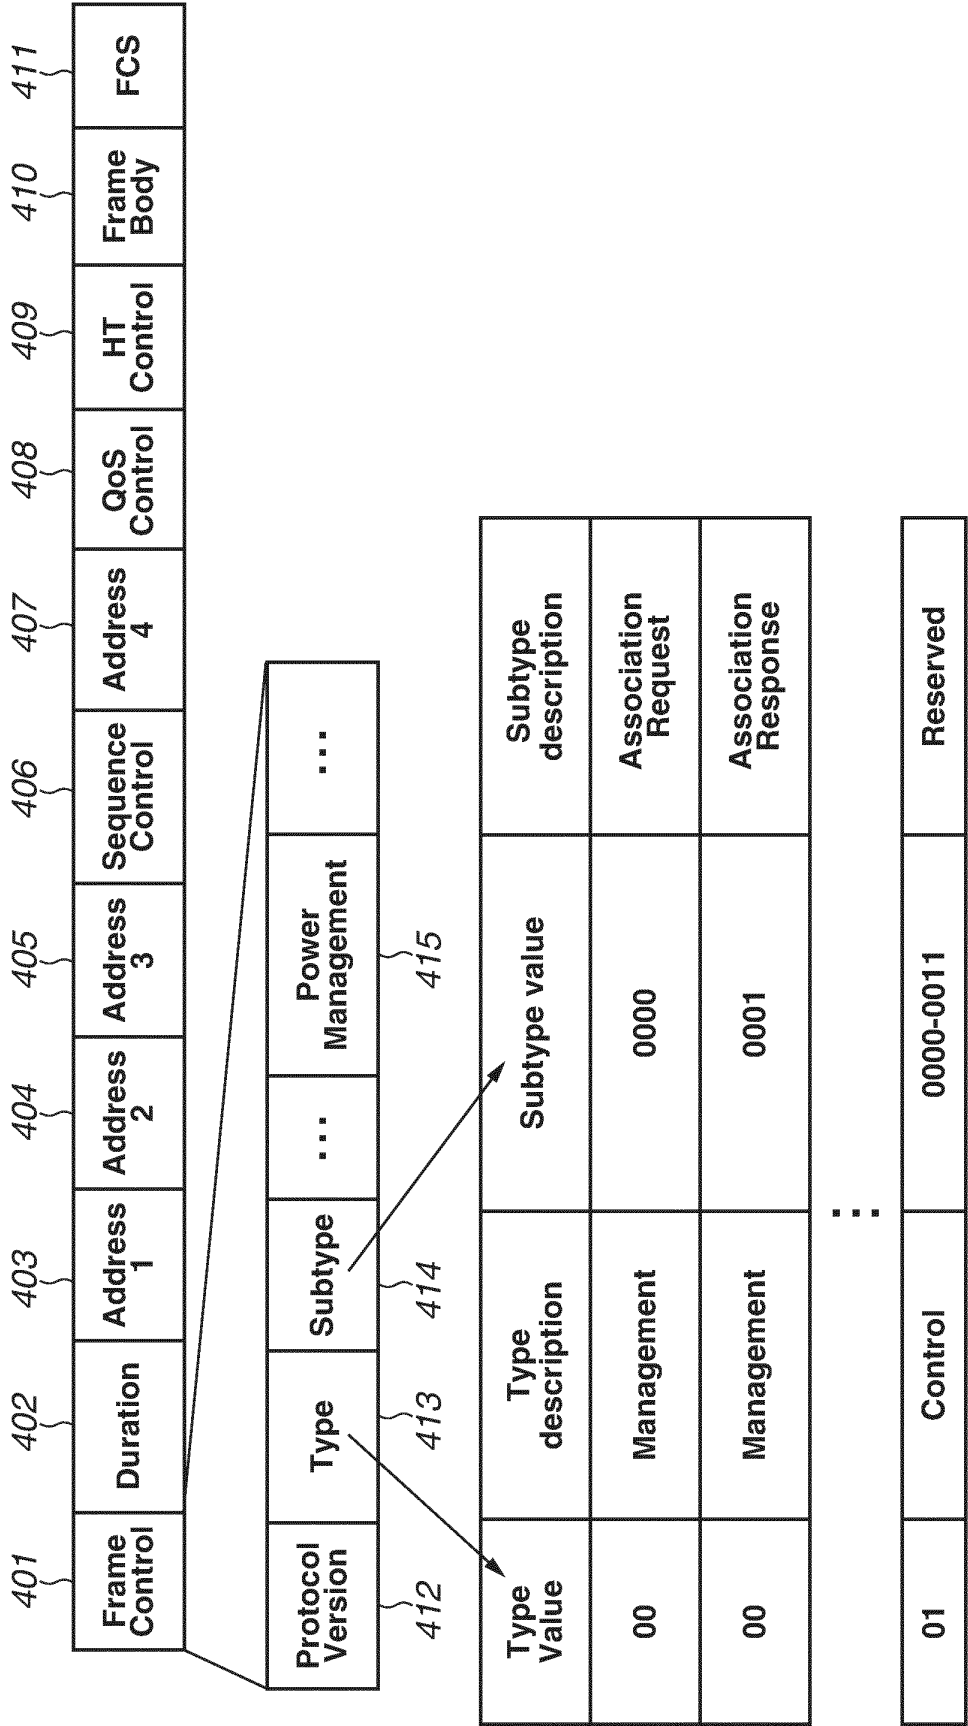 401
402
403
404
405
406
407
408
409
410
411
Frame
Control
Duration
Address
1
Address
2
Address
3
Sequence
Control
Address
4
QoS
Control
HT
Control
Frame
Body
FCS
Protocol
Version
Type
Subtype
...
Power
Management
...
412
413
414
415
Type
Value
Type
description
Subtype value
Subtype
description
00
Management
0000
Association
Request
00
Management
0001
Association
Response
...
01
Control
0000-0011
Reserved